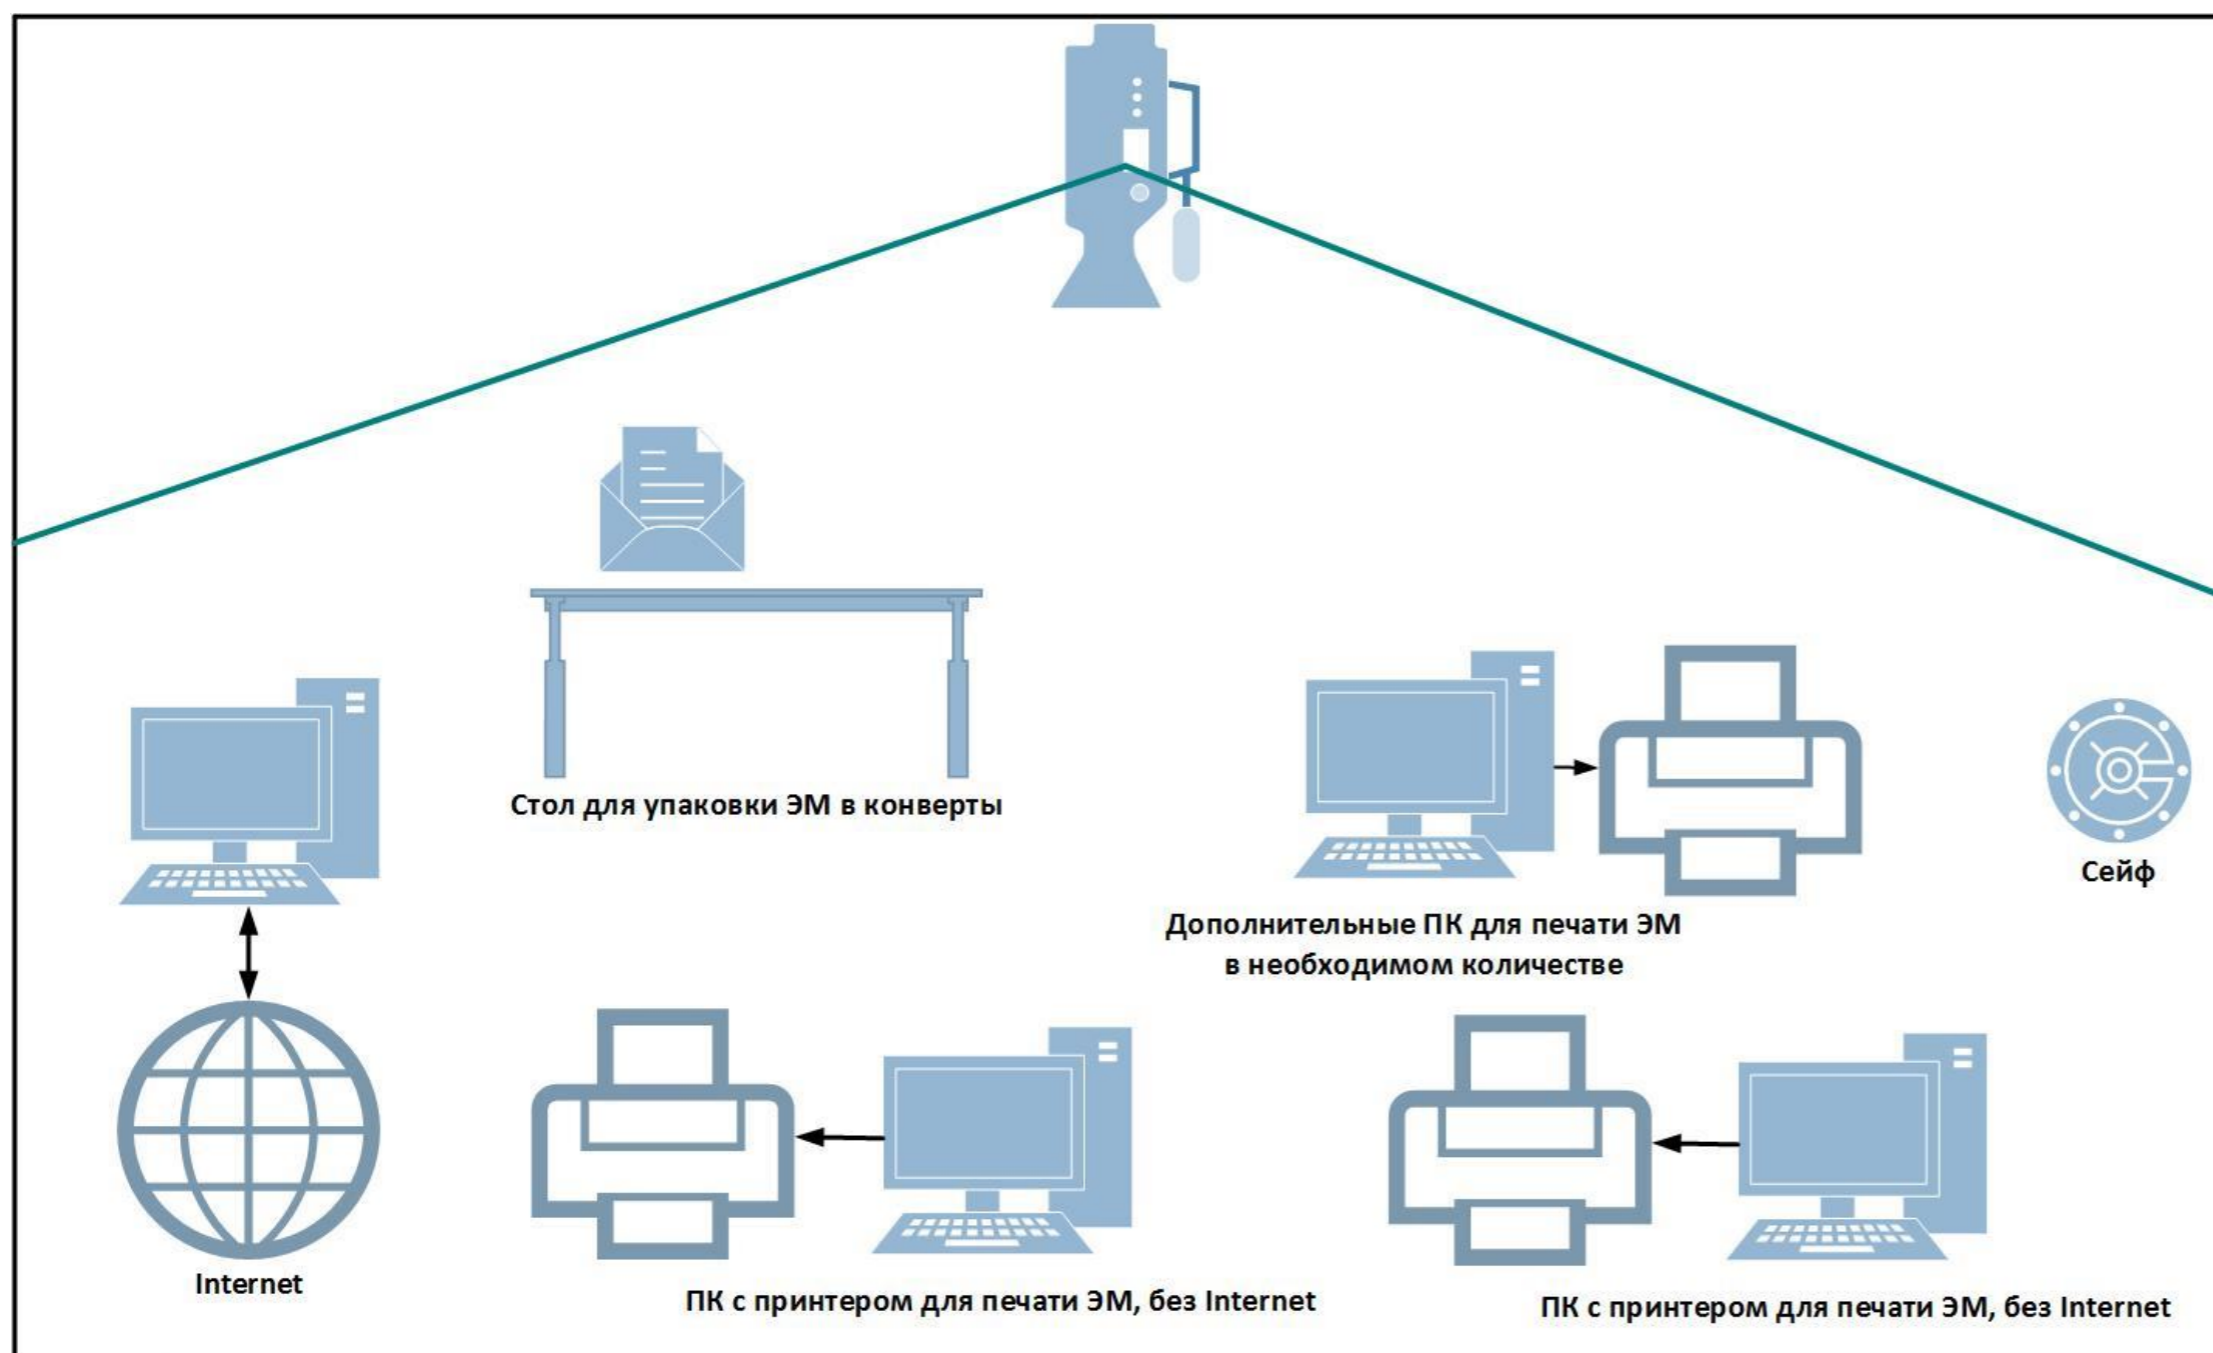 Стол для упаковки ЭМ в конверты
Сейф
Дополнительные ПК для печати ЭМ
в необходимом количестве
Internet
ПК с принтером для печати ЭМ, без Internet
ПК с принтером для печати ЭМ, без Internet